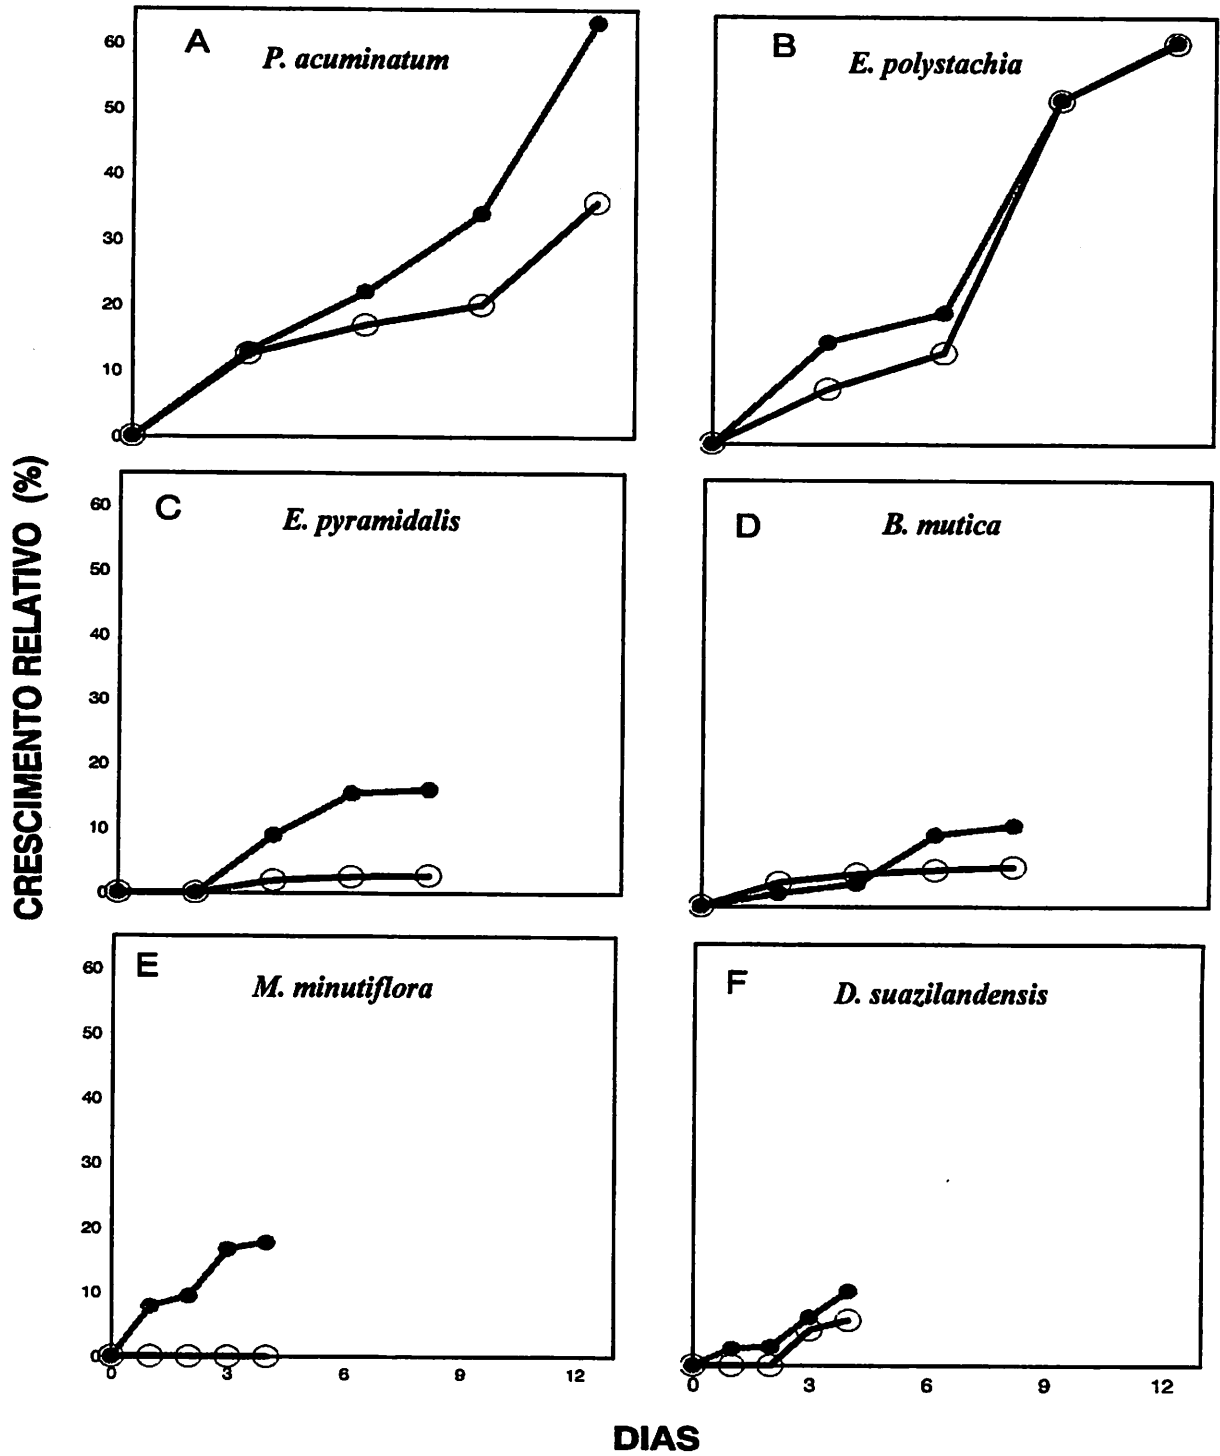 A
P. acuminatum
60
50
40
30
20
10
0
B
E. polystachia
CRESCIMENTO RELATIVO (%)
C
E. pyramidalis
60
50
40
30
20
10
0
D
B. mutica
E
M. minutiflora
60
50
40
30
20
10
0
0 3 6 9 12
F
D. suazilandensis
0 3 6 9 12
DIAS